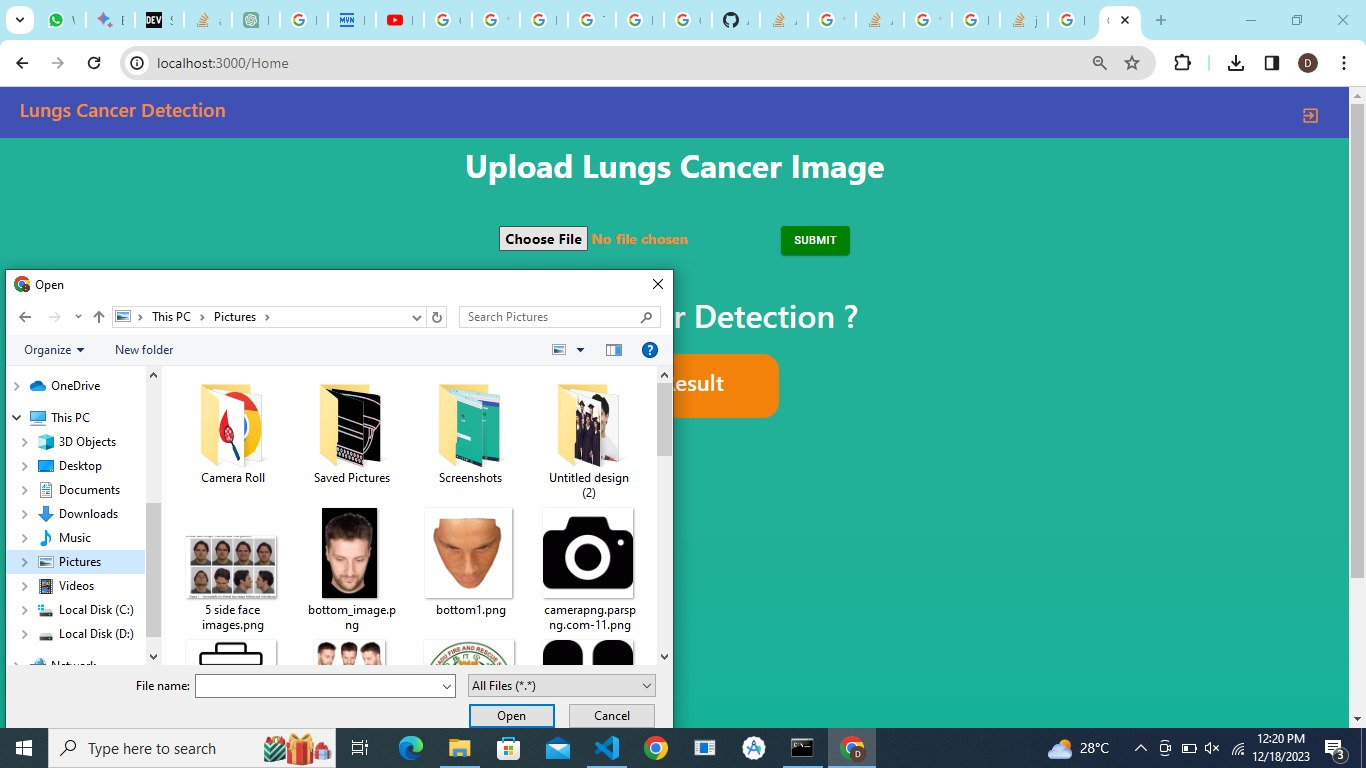 DEV
MVN
localhost:3000/Home
D
Lungs Cancer Detection
Upload Lungs Cancer Image
Choose File No file chosen
SUBMIT
Open
Detection ?
This PC
Pictures
Search Pictures
Organize
New folder
OneDrive
This PC
3D Objects
Desktop
Documents
Downloads
Music
Pictures
Videos
Local Disk (C:)
Local Disk (D:)
Network
Camera Roll
Saved Pictures
Screenshots
Untitled design
(2)
5 side face
images.png
bottom_image.p
ng
bottom1.png
camerapng.parsp
ng.com-11.png
File name:
All Files (*.*)
Open
Cancel
Type here to search
D
28°C
12:20 PM
12/18/2023
3